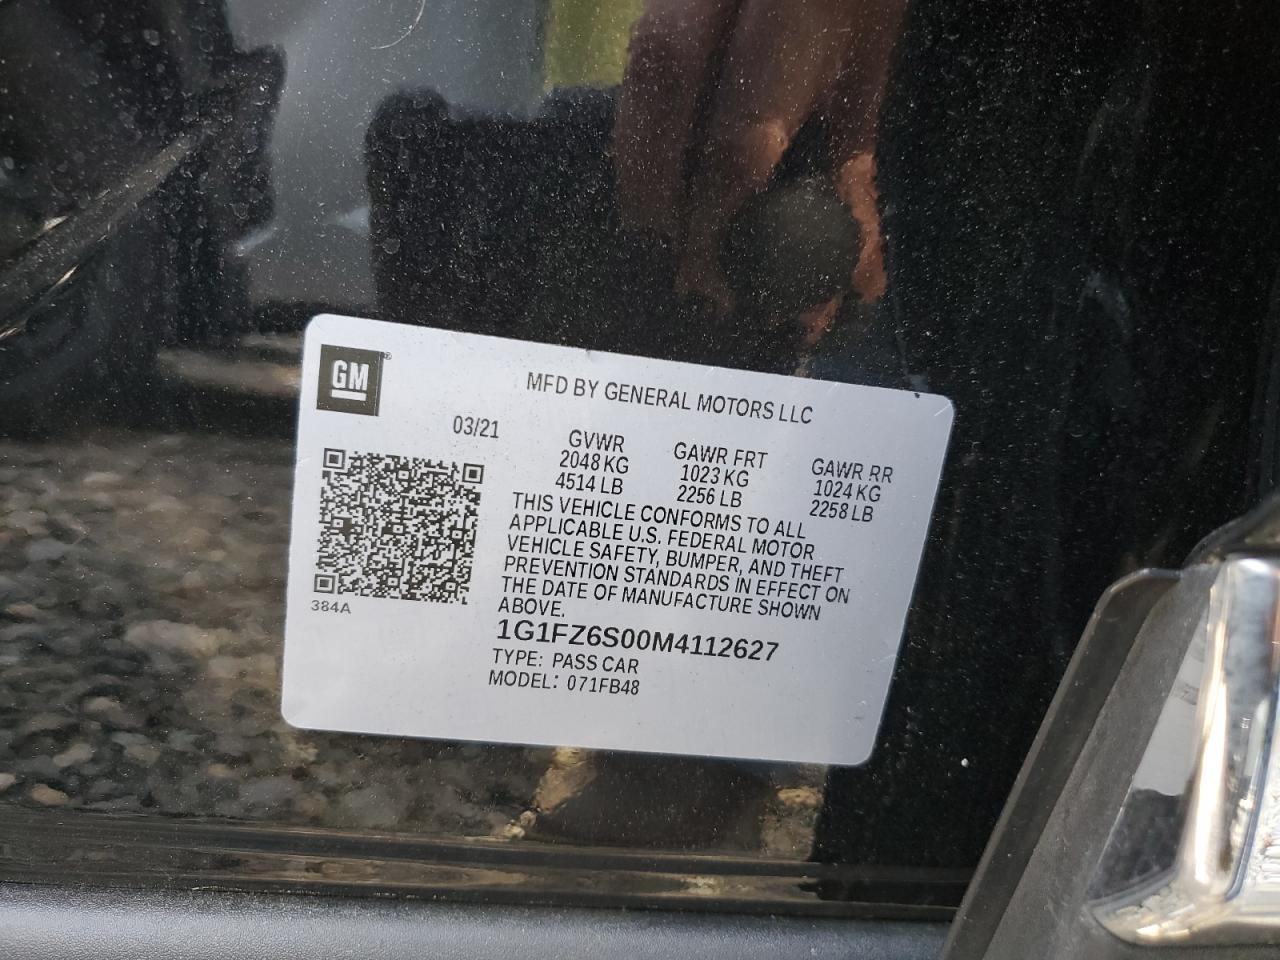 GM®
MFD BY GENERAL MOTORS LLC
03/21
GVWR
2048 KG
4514 LB
GAWR FRT
1023 KG
2256 LB
GAWR RR
1024 KG
2258 LB
THIS VEHICLE CONFORMS TO ALL
APPLICABLE U.S. FEDERAL MOTOR
VEHICLE SAFETY, BUMPER, AND THEFT
PREVENTION STANDARDS IN EFFECT ON
THE DATE OF MANUFACTURE SHOWN
ABOVE.
384A
1G1FZ6S00M4112627
TYPE: PASS CAR
MODEL: 071FB48